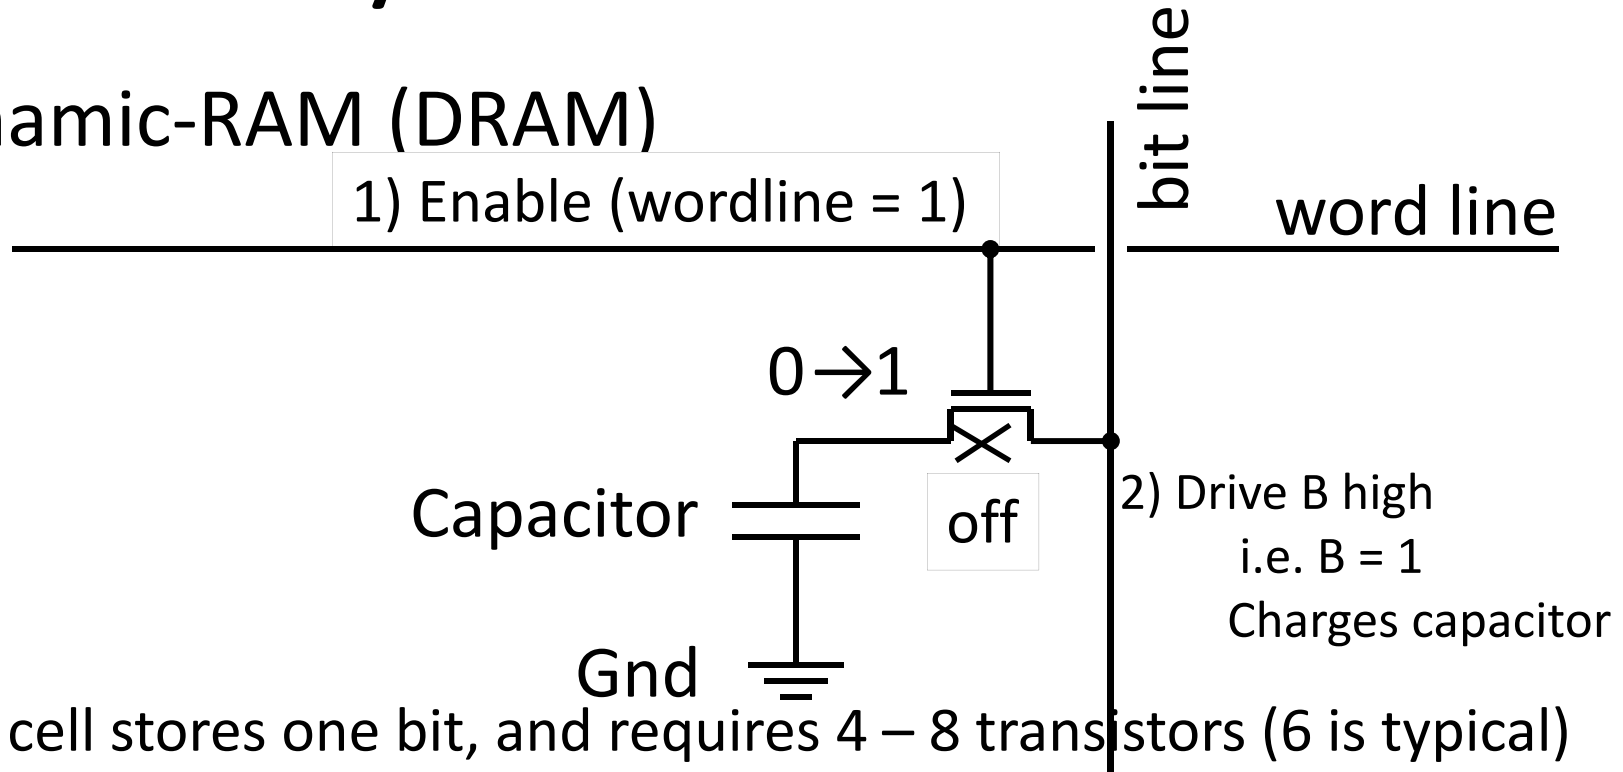 namic-RAM (DRAM)
bit line
1) Enable (wordline = 1)
word line
0→1
Capacitor
off
2) Drive B high
i.e. B = 1
Charges capacitor
Gnd
cell stores one bit, and requires 4 – 8 transistors (6 is typical)